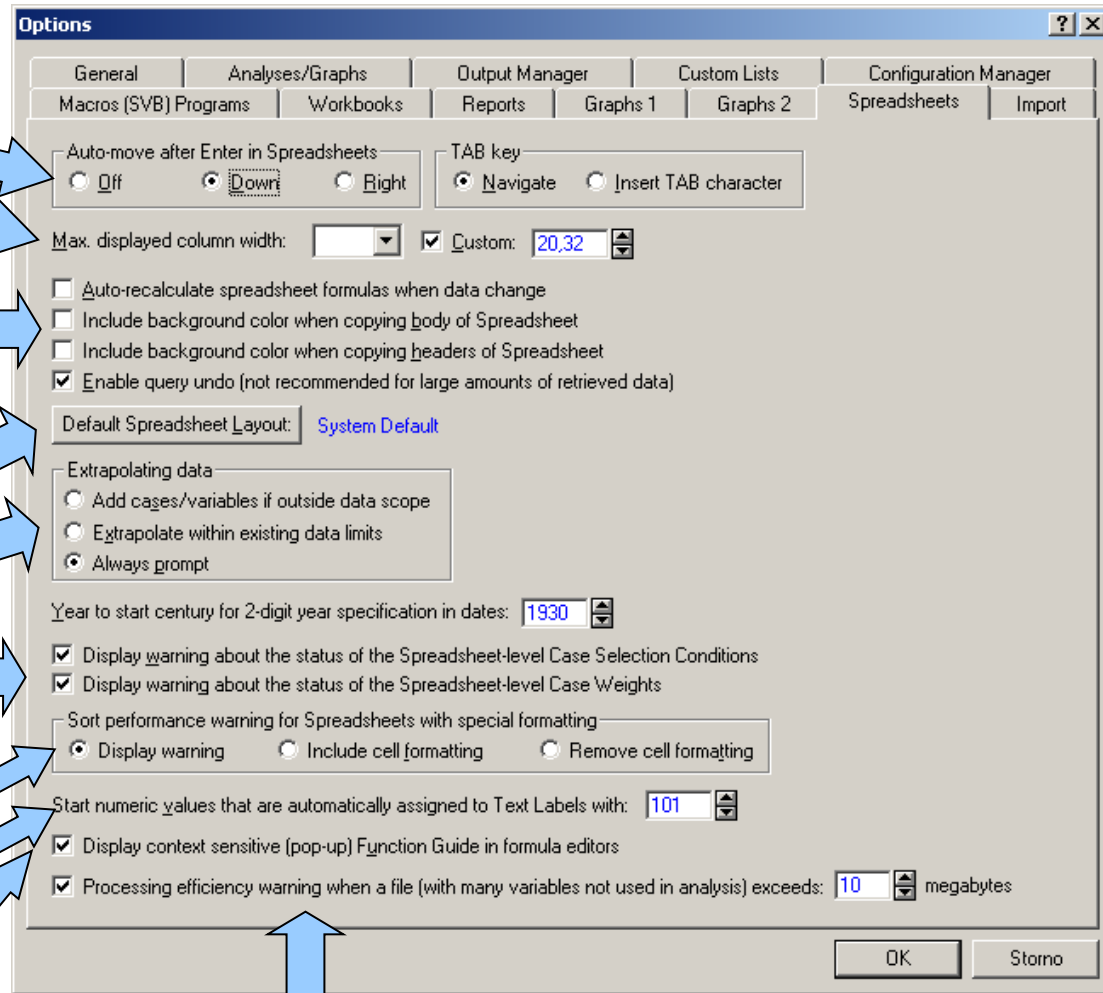 Options
General Analyses/Graphs Output Manager Custom Lists Configuration Manager
Macros (SVB) Programs Workbooks Reports Graphs 1 Graphs 2 Spreadsheets Import
Auto-move after Enter in Spreadsheets TAB key
Off Down Right Navigate Insert TAB character
Max. displayed column width: Custom: 20,32
Auto-recalculate spreadsheet formulas when data change
Include background color when copying body of Spreadsheet
Include background color when copying headers of Spreadsheet
Enable query undo (not recommended for large amounts of retrieved data)
Default Spreadsheet Layout: System Default
Extrapolating data
Add cases/variables if outside data scope
Extrapolate within existing data limits
Always prompt
Year to start century for 2-digit year specification in dates: 1930
Display warning about the status of the Spreadsheet-level Case Selection Conditions
Display warning about the status of the Spreadsheet-level Case Weights
Sort performance warning for Spreadsheets with special formatting
Display warning Include cell formatting Remove cell formatting
Start numeric values that are automatically assigned to Text Labels with: 101
Display context sensitive (pop-up) Function Guide in formula editors
Processing efficiency warning when a file (with many variables not used in analysis) exceeds: 10 megabytes
OK Storno